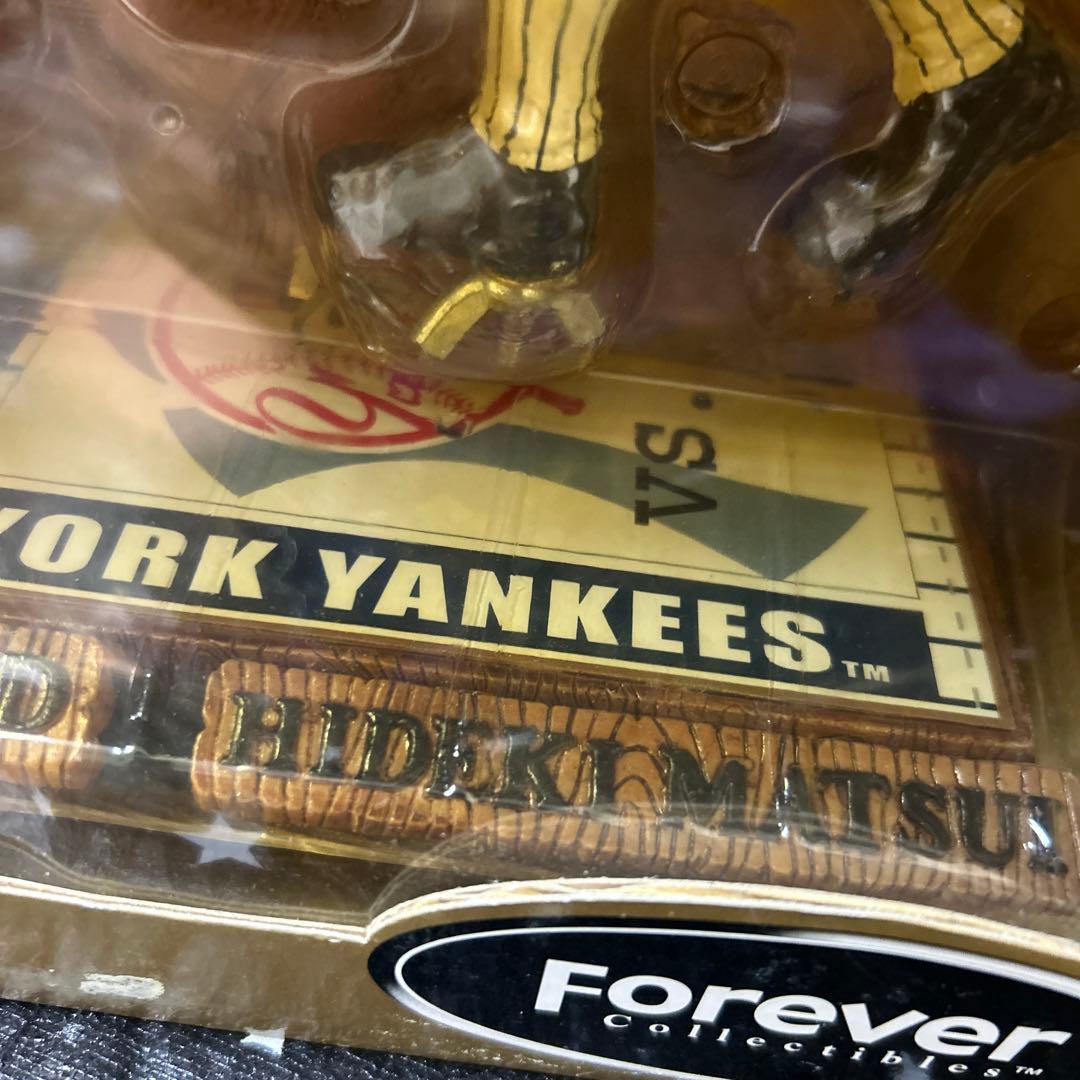 VS.
YORK YANKEES™
D HIDEKI MATSUI
Forever
Collectibles™